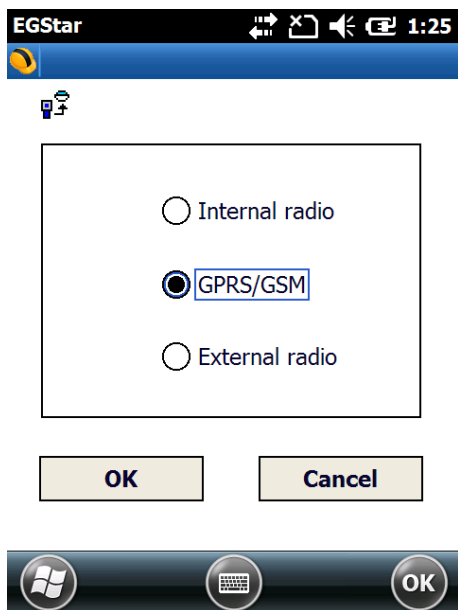 EGStar 1:25
Internal radio
GPRS/GSM
External radio
OK Cancel
OK